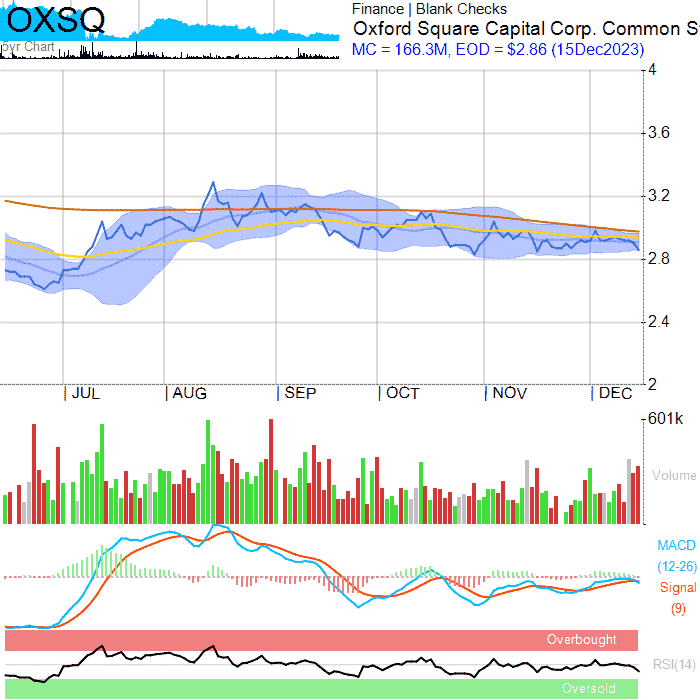 OXSQ
5yr Chart
Finance | Blank Checks
Oxford Square Capital Corp. Common S
MC = 166.3M, EOD = $2.86 (15Dec2023)
4
3.6
3.2
2.8
2.4
2
JUL
AUG
SEP
OCT
NOV
DEC
601k
Volume
MACD
(12-26)
Signal
(9)
Overbought
RSI(14)
Oversold